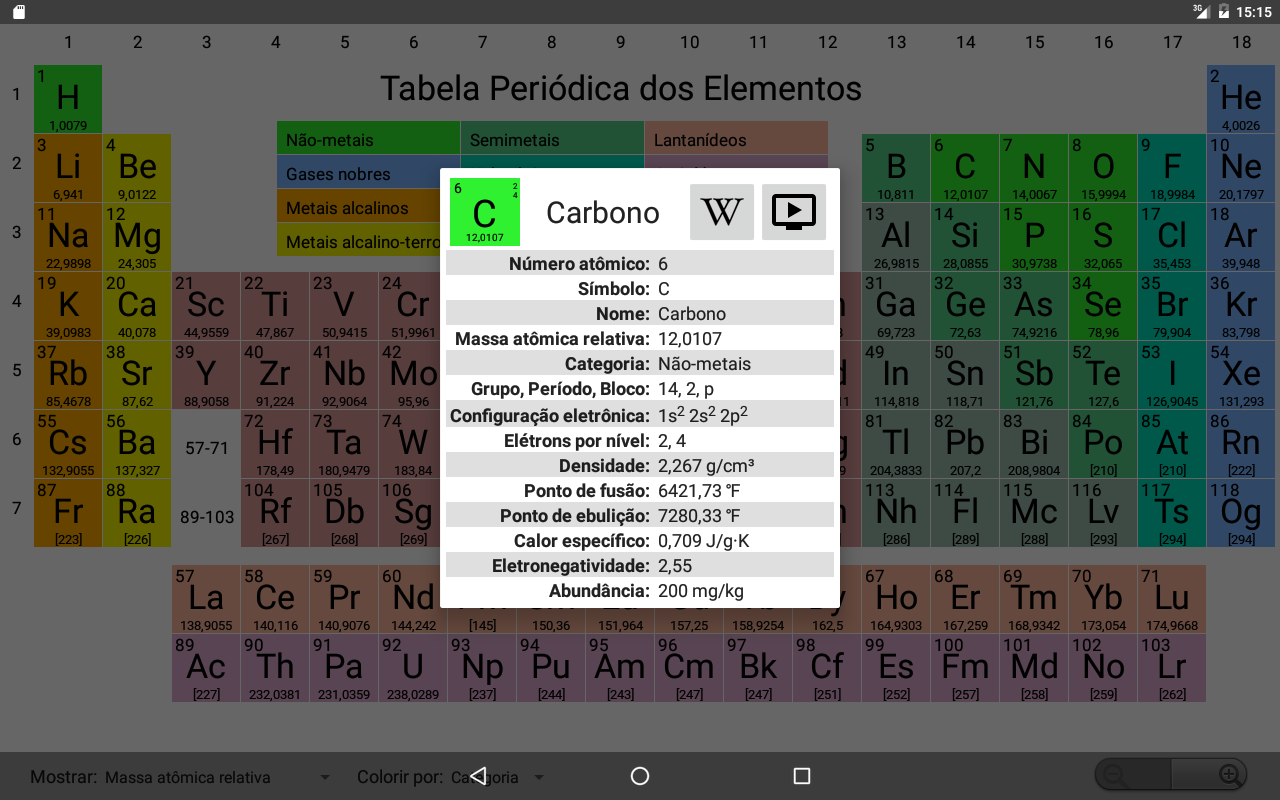 3G 15:15
1 2 3 4 5 6 7 8 9 10 11 12 13 14 15 16 17 18
Tabela Periódica dos Elementos
1
1 H 1,0079
2 He 4,0026
Não-metais Semimetais Lantanídeos
Gases nobres
Metais alcalinos
Metais alcalino-terro
2
3 Li 6,941
4 Be 9,0122
5 B 10,811
6 C 12,0107
7 N 14,0067
8 O 15,9994
9 F 18,9984
10 Ne 20,1797
3
11 Na 22,9898
12 Mg 24,305
13 Al 26,9815
14 Si 28,0855
15 P 30,9738
16 S 32,065
17 Cl 35,453
18 Ar 39,948
4
19 K 39,0983
20 Ca 40,078
21 Sc 44,9559
22 Ti 47,867
23 V 50,9415
24 Cr 51,9961
31 Ga 69,723
32 Ge 72,63
33 As 74,9216
34 Se 78,96
35 Br 79,904
36 Kr 83,798
5
37 Rb 85,4678
38 Sr 87,62
39 Y 88,9058
40 Zr 91,224
41 Nb 92,9064
42 Mo 95,96
49 In 114,818
50 Sn 118,71
51 Sb 121,76
52 Te 127,6
53 I 126,9045
54 Xe 131,293
6
55 Cs 132,9055
56 Ba 137,327
57-71
72 Hf 178,49
73 Ta 180,9479
74 W 183,84
81 Tl 204,3833
82 Pb 207,2
83 Bi 208,9804
84 Po [210]
85 At [210]
86 Rn [222]
7
87 Fr [223]
88 Ra [226]
89-103
104 Rf [267]
105 Db [268]
106 Sg [269]
113 Nh [286]
114 Fl [289]
115 Mc [288]
116 Lv [293]
117 Ts [294]
118 Og [294]
6 2 4 C 12,0107
Carbono
W
Número atômico: 6
Símbolo: C
Nome: Carbono
Massa atômica relativa: 12,0107
Categoria: Não-metais
Grupo, Período, Bloco: 14, 2, p
Configuração eletrônica: 1s² 2s² 2p²
Elétrons por nível: 2, 4
Densidade: 2,267 g/cm³
Ponto de fusão: 6421,73 ℉
Ponto de ebulição: 7280,33 ℉
Calor específico: 0,709 J/g·K
Eletronegatividade: 2,55
Abundância: 200 mg/kg
57 La 138,9055
58 Ce 140,116
59 Pr 140,9076
60 Nd 144,242
[145]
150,36
151,964
157,25
158,9254
162,5
67 Ho 164,9303
68 Er 167,259
69 Tm 168,9342
70 Yb 173,054
71 Lu 174,9668
89 Ac [227]
90 Th 232,0381
91 Pa 231,0359
92 U 238,0289
93 Np [237]
94 Pu [244]
95 Am [243]
96 Cm [247]
97 Bk [247]
98 Cf [251]
99 Es [252]
100 Fm [257]
101 Md [258]
102 No [259]
103 Lr [262]
Mostrar: Massa atômica relativa Colorir por: Categoria